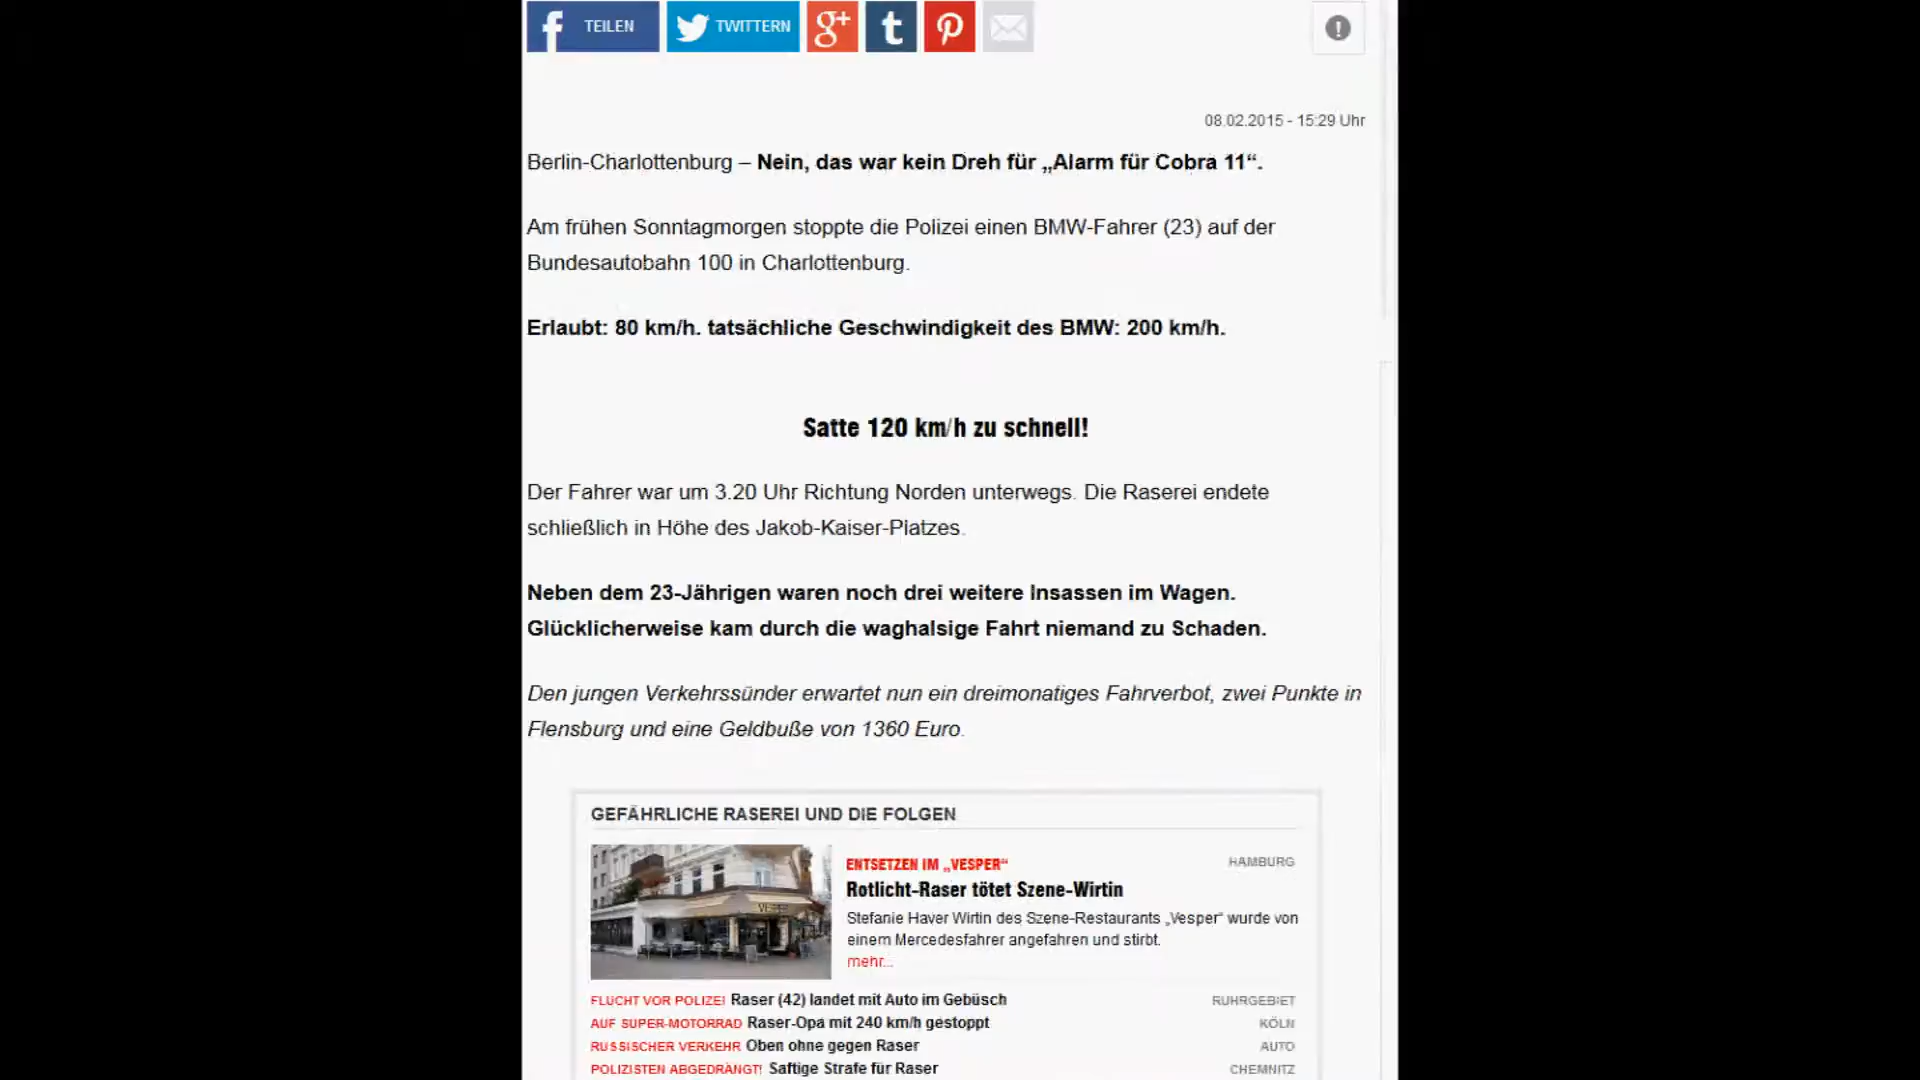 TEILEN
TWITTERN
08.02.2015 - 15:29 Uhr
Berlin-Charlottenburg – Nein, das war kein Dreh für „Alarm für Cobra 11“.
Am frühen Sonntagmorgen stoppte die Polizei einen BMW-Fahrer (23) auf der
Bundesautobahn 100 in Charlottenburg.
Erlaubt: 80 km/h. tatsächliche Geschwindigkeit des BMW: 200 km/h.
Satte 120 km/h zu schnell!
Der Fahrer war um 3.20 Uhr Richtung Norden unterwegs. Die Raserei endete
schließlich in Höhe des Jakob-Kaiser-Platzes.
Neben dem 23-Jährigen waren noch drei weitere Insassen im Wagen.
Glücklicherweise kam durch die waghalsige Fahrt niemand zu Schaden.
Den jungen Verkehrssünder erwartet nun ein dreimonatiges Fahrverbot, zwei Punkte in
Flensburg und eine Geldbuße von 1360 Euro.
GEFÄHRLICHE RASEREI UND DIE FOLGEN
ENTSETZEN IM „VESPER“ HAMBURG
Rotlicht-Raser tötet Szene-Wirtin
Stefanie Haver Wirtin des Szene-Restaurants „Vesper“ wurde von
einem Mercedesfahrer angefahren und stirbt.
mehr...
FLUCHT VOR POLIZEI Raser (42) landet mit Auto im Gebüsch RUHRGEBIET
AUF SUPER-MOTORRAD Raser-Opa mit 240 km/h gestoppt KÖLN
RUSSISCHER VERKEHR Oben ohne gegen Raser AUTO
POLIZISTEN ABGEDRÄNGT! Saftige Strafe für Raser CHEMNITZ